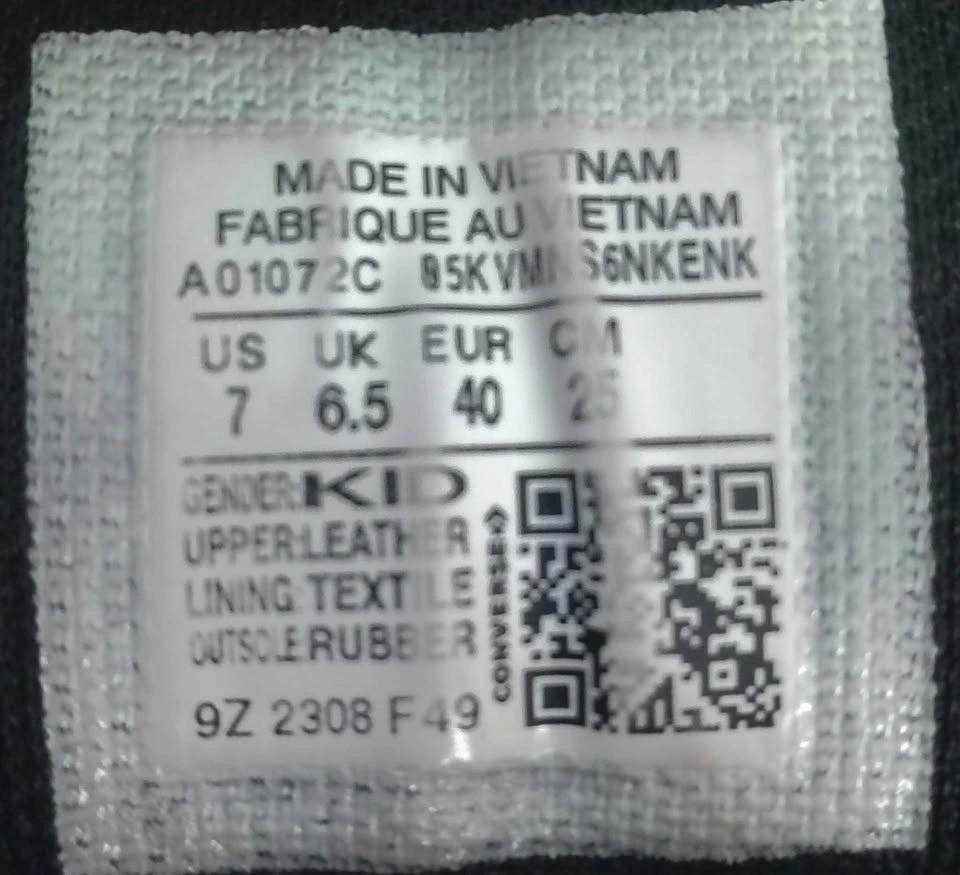 MADE IN VIETNAM
FABRIQUE AU VIETNAM
A01072C
US UK EUR CM
7 6.5 40 25
GENDER:KID
UPPER:LEATHER
LINING:TEXTILE
OUTSOLE:RUBBER
CONVERSE
9Z 2308 F 49